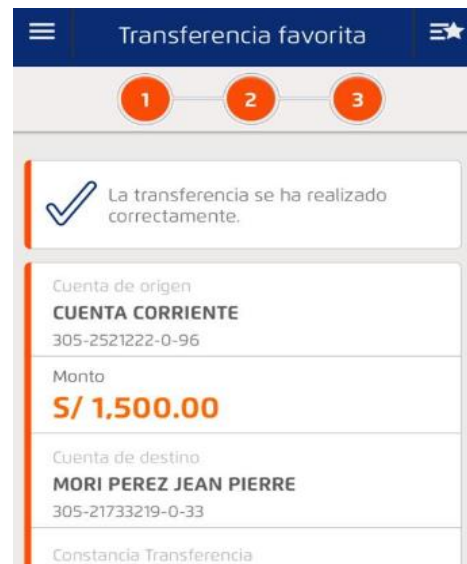 Transferencia favorita
1 2 3
La transferencia se ha realizado
correctamente.
Cuenta de origen
CUENTA CORRIENTE
305-2521222-0-96
Monto
S/ 1,500.00
Cuenta de destino
MORI PEREZ JEAN PIERRE
305-21733219-0-33
Constancia Transferencia